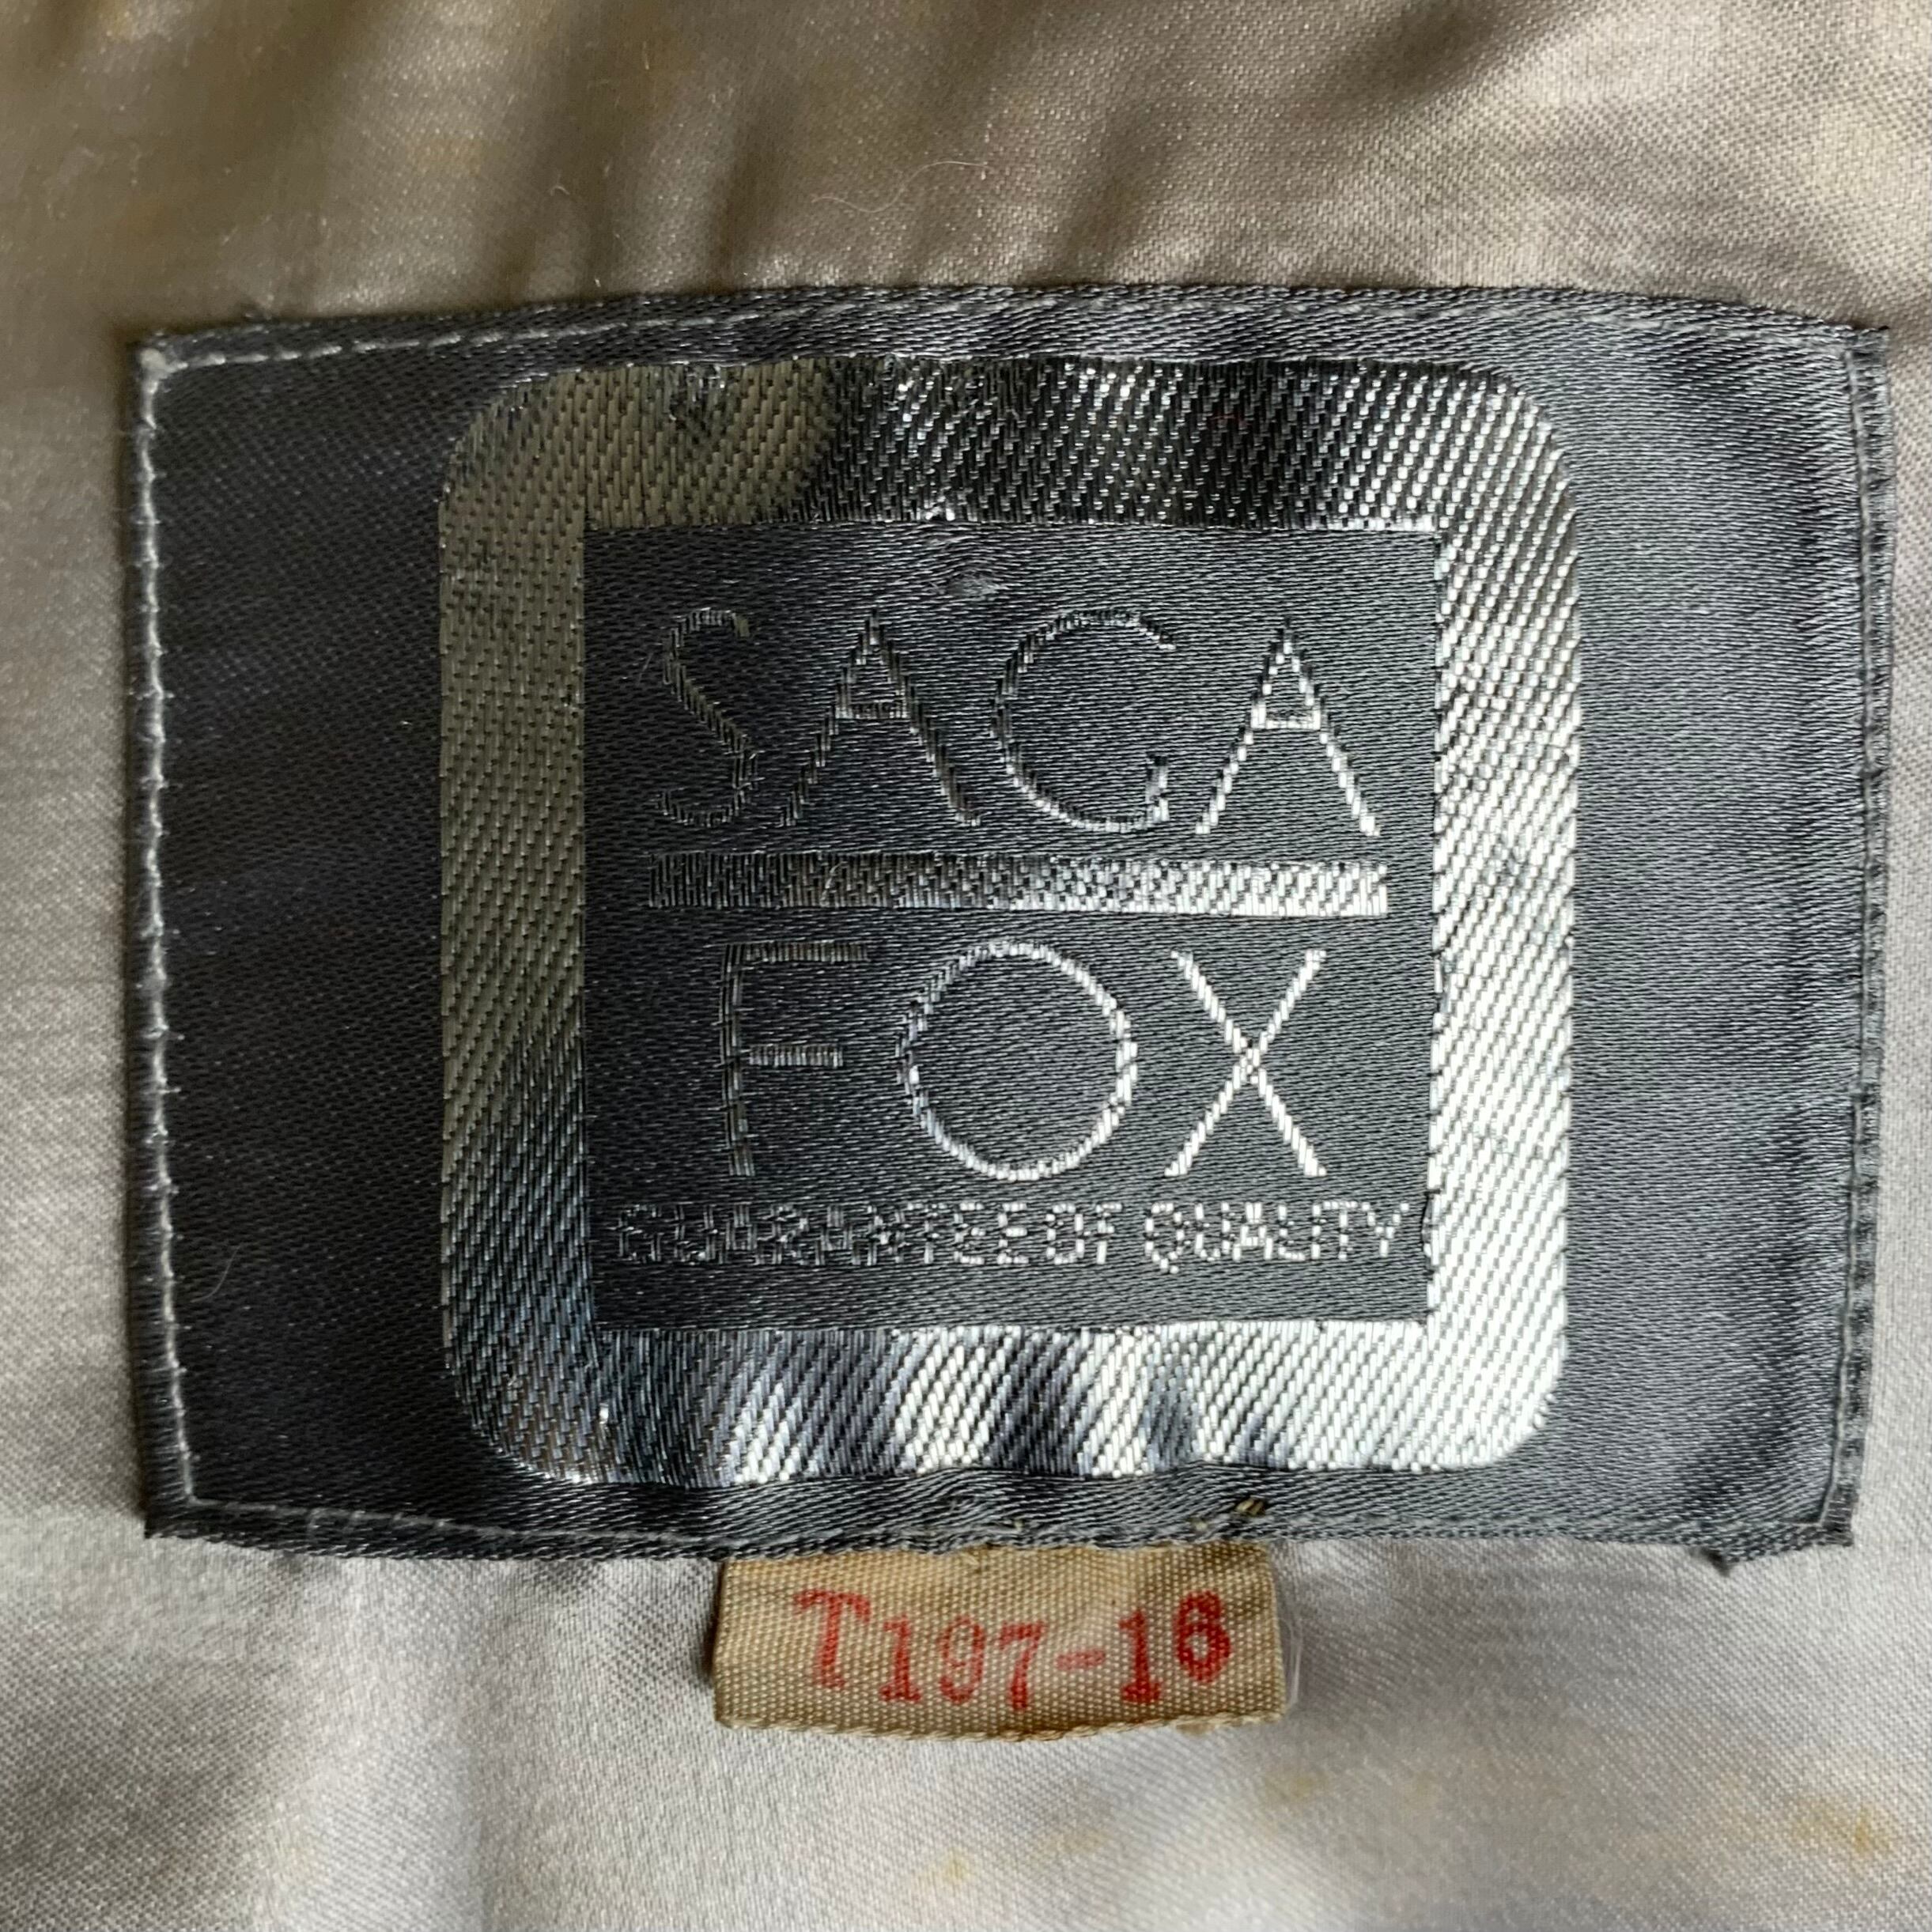 SAGA
FOX
GUARANTEE OF QUALITY
T197-16